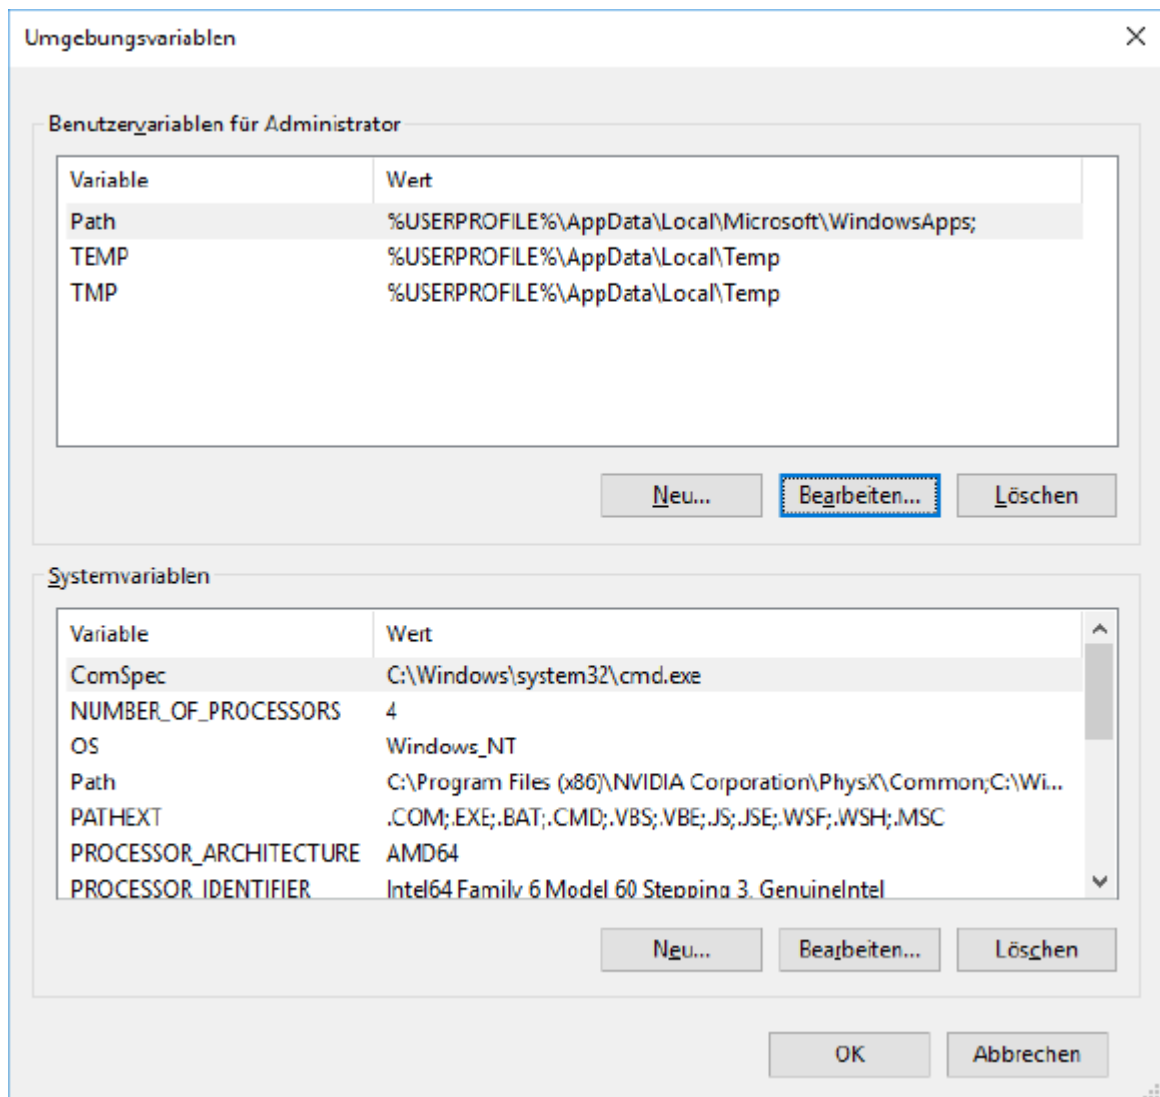 Umgebungsvariablen
Benutzervariablen für Administrator
Variable Wert
Path %USERPROFILE%\AppData\Local\Microsoft\WindowsApps;
TEMP %USERPROFILE%\AppData\Local\Temp
TMP %USERPROFILE%\AppData\Local\Temp
Neu... Bearbeiten... Löschen
Systemvariablen
Variable Wert
ComSpec C:\Windows\system32\cmd.exe
NUMBER_OF_PROCESSORS 4
OS Windows_NT
Path C:\Program Files (x86)\NVIDIA Corporation\PhysX\Common;C:\Wi...
PATHEXT .COM;.EXE;.BAT;.CMD;.VBS;.VBE;.JS;.JSE;.WSF;.WSH;.MSC
PROCESSOR_ARCHITECTURE AMD64
PROCESSOR_IDENTIFIER Intel64 Family 6 Model 60 Stepping 3, GenuineIntel
Neu... Bearbeiten... Löschen
OK Abbrechen